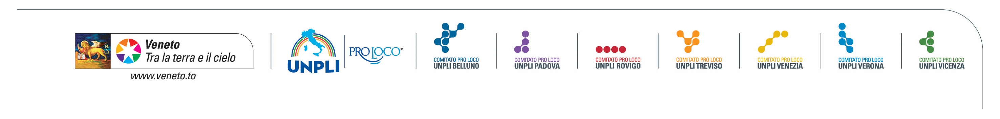 Veneto
Tra la terra e il cielo
www.veneto.to
UNPLI
PRO LOCO®
COMITATO PRO LOCO
UNPLI BELLUNO
COMITATO PRO LOCO
UNPLI PADOVA
COMITATO PRO LOCO
UNPLI ROVIGO
COMITATO PRO LOCO
UNPLI TREVISO
COMITATO PRO LOCO
UNPLI VENEZIA
COMITATO PRO LOCO
UNPLI VERONA
COMITATO PRO LOCO
UNPLI VICENZA